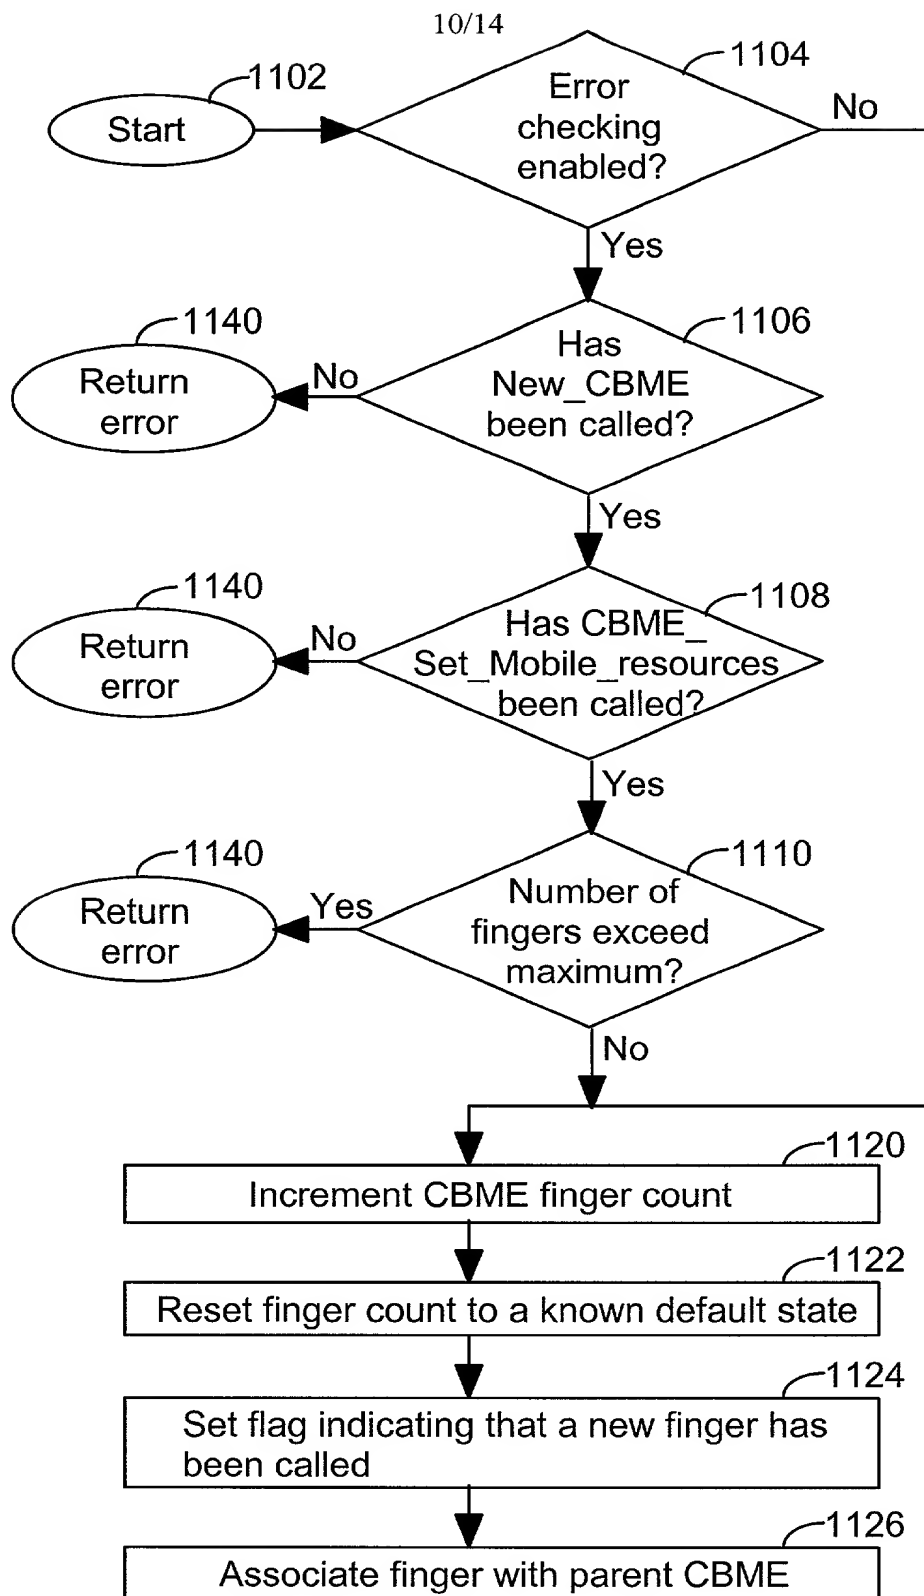 10/14
1102
Start
1104
Error
checking
enabled?
No
Yes
1140
Return
error
No
1106
Has
New_CBME
been called?
Yes
1140
Return
error
No
1108
Has CBME_
Set_Mobile_resources
been called?
Yes
1140
Return
error
Yes
1110
Number of
fingers exceed
maximum?
No
1120
Increment CBME finger count
1122
Reset finger count to a known default state
1124
Set flag indicating that a new finger has
been called
1126
Associate finger with parent CBME